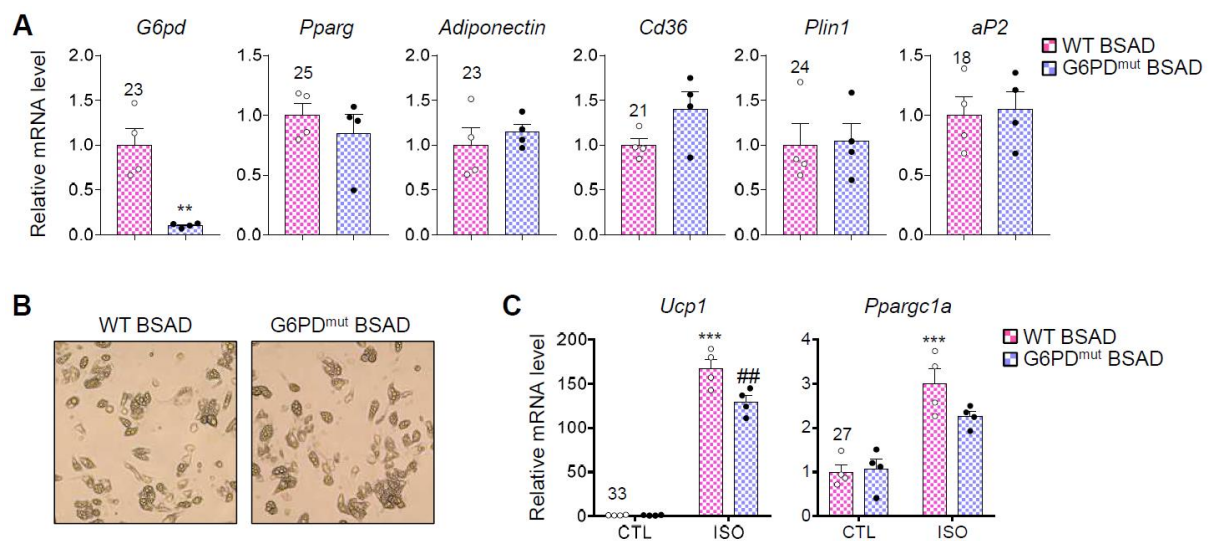 A
G6pd
Pparg
Adiponectin
Cd36
Plin1
aP2
Relative mRNA level
2.0
1.5
1.0
0.5
0.0
23
**
1.5
1.0
0.5
0.0
25
2.0
1.5
1.0
0.5
0.0
23
2.0
1.5
1.0
0.5
0.0
21
2.0
1.5
1.0
0.5
0.0
24
1.5
1.0
0.5
0.0
18
WT BSAD
G6PDmut BSAD
B
WT BSAD
G6PDmut BSAD
C
Ucp1
Ppargc1a
Relative mRNA level
200
150
100
50
0
33
***
##
CTL
ISO
4
3
2
1
0
27
***
CTL
ISO
WT BSAD
G6PDmut BSAD